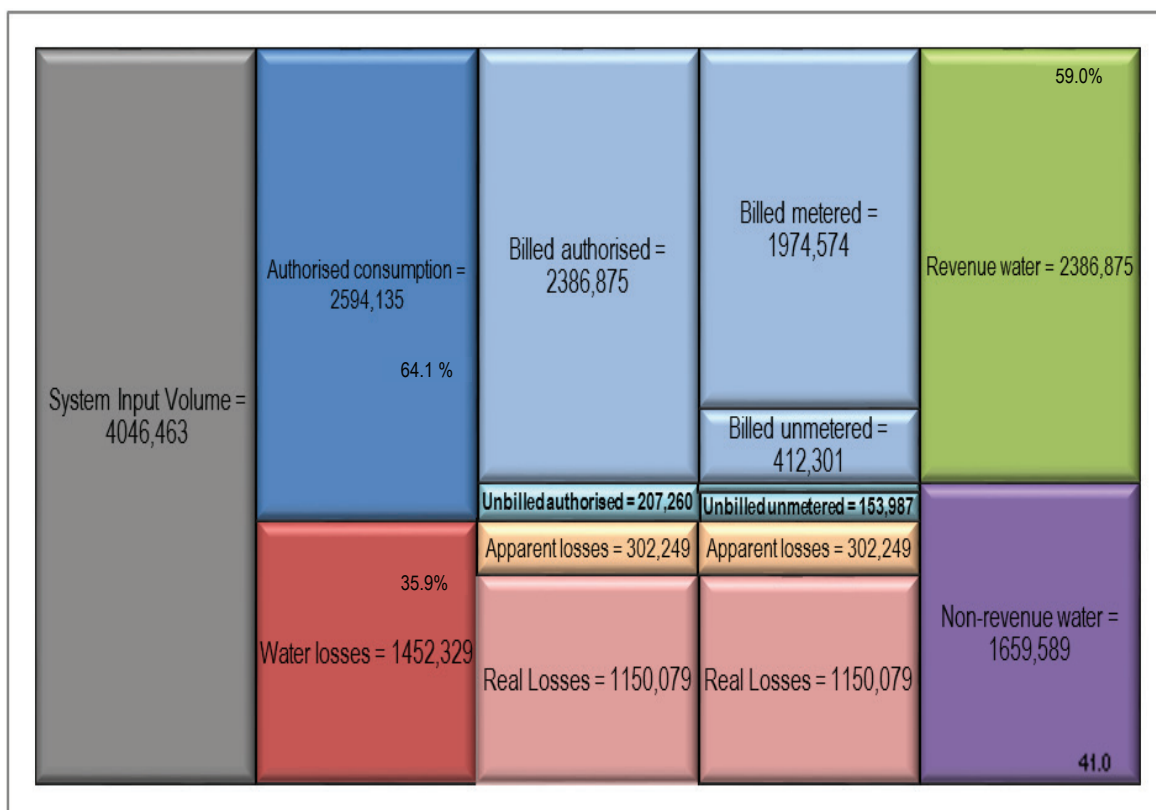 System Input Volume =
4046,463
Authorised consumption =
2594,135
64.1 %
35.9%
Water losses = 1452,329
Billed authorised =
2386,875
Unbilled authorised = 207,260
Apparent losses = 302,249
Real Losses = 1150,079
Billed metered =
1974,574
Billed unmetered =
412,301
Unbilled unmetered = 153,987
Apparent losses = 302,249
Real Losses = 1150,079
59.0%
Revenue water = 2386,875
Non-revenue water =
1659,589
41.0